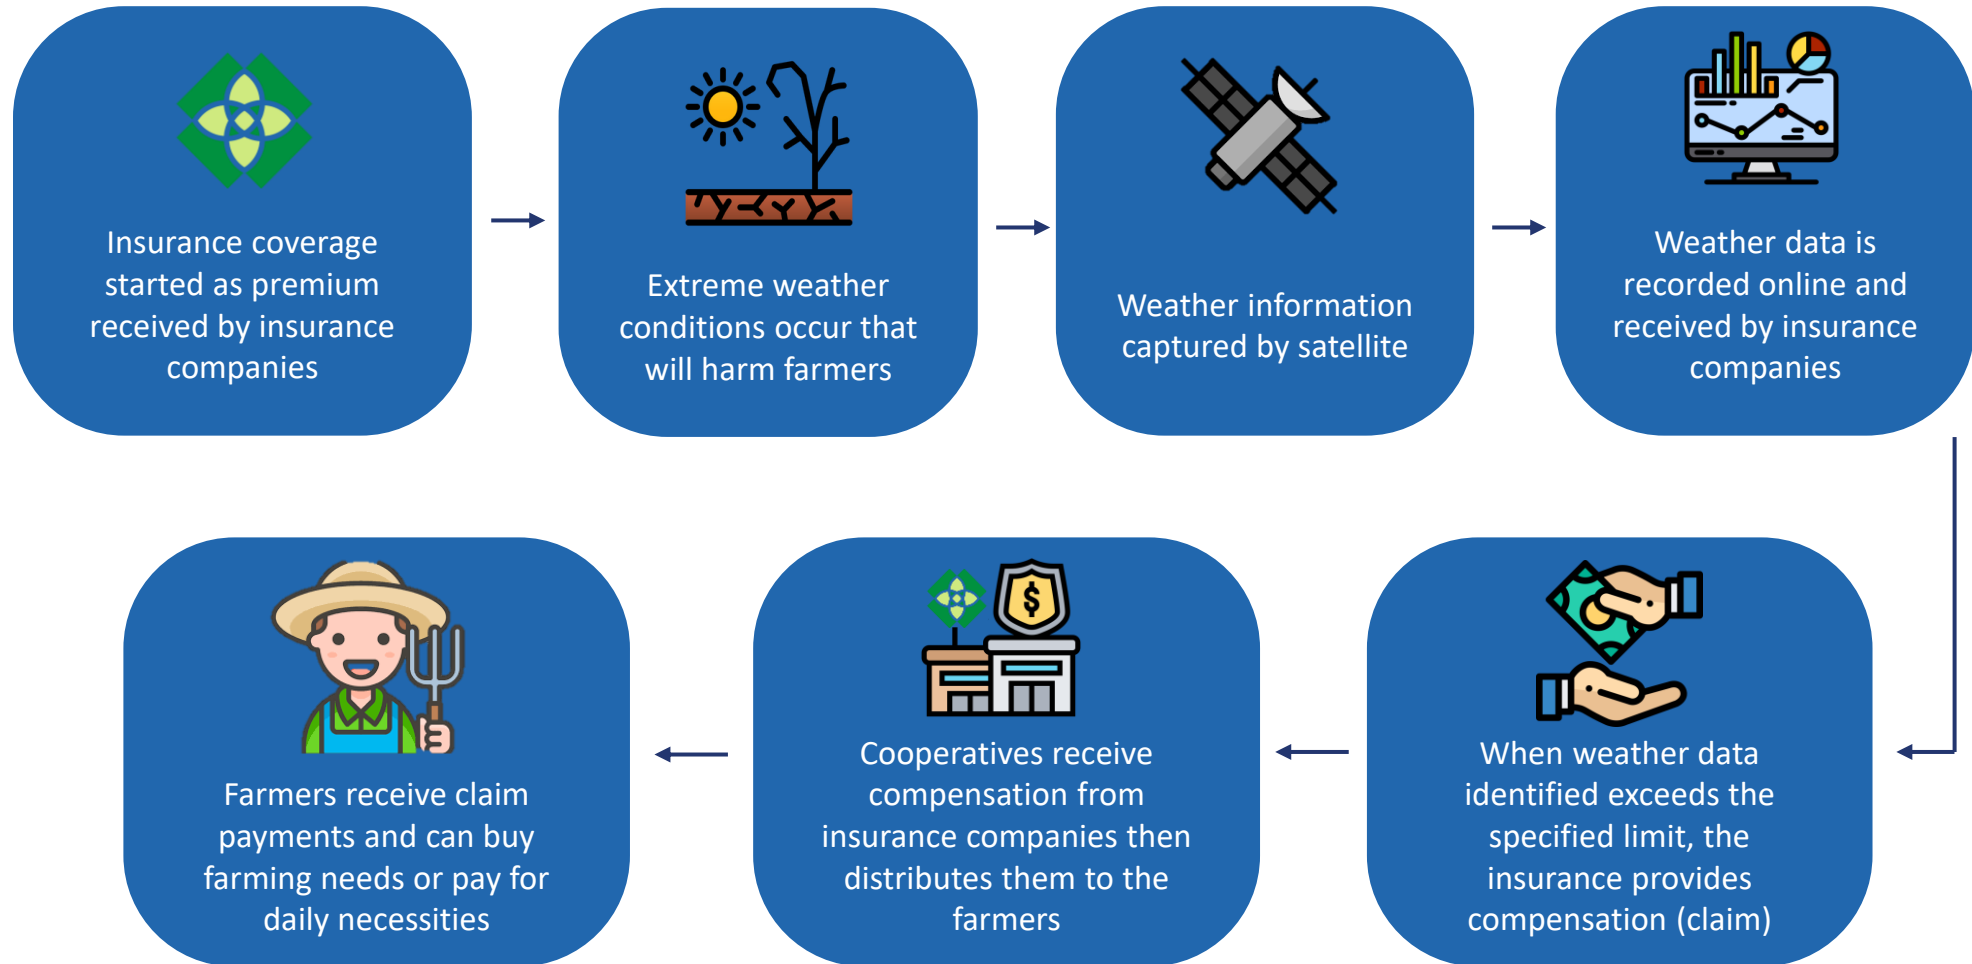 Insurance coverage
started as premium
received by insurance
companies
Extreme weather
conditions occur that
will harm farmers
Weather information
captured by satellite
Weather data is
recorded online and
received by insurance
companies
When weather data
identified exceeds the
specified limit, the
insurance provides
compensation (claim)
$
Cooperatives receive
compensation from
insurance companies then
distributes them to the
farmers
Farmers receive claim
payments and can buy
farming needs or pay for
daily necessities